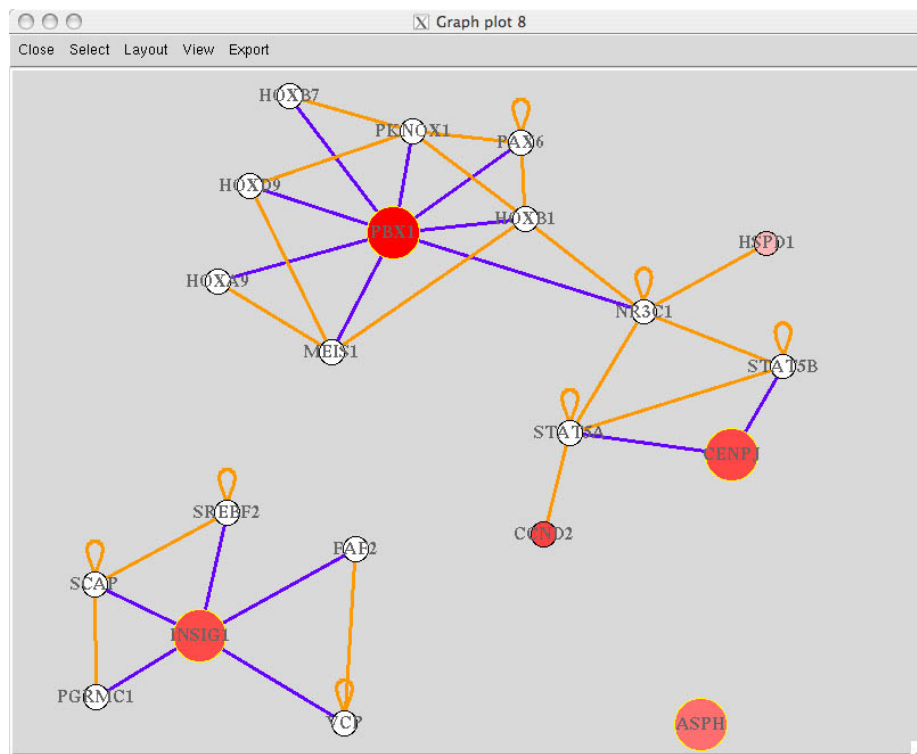 X Graph plot 8
Close Select Layout View Export
HOXB7
PKNOX1
PAX6
HOXD9
HOXB1
PBX1
HSPD1
HOXA9
NR3C1
MEIS1
STAT5B
STAT5A
CENPJ
SREBF2
CCND2
FAF2
SCAP
INSIG1
PGRMC1
VCP
ASPH